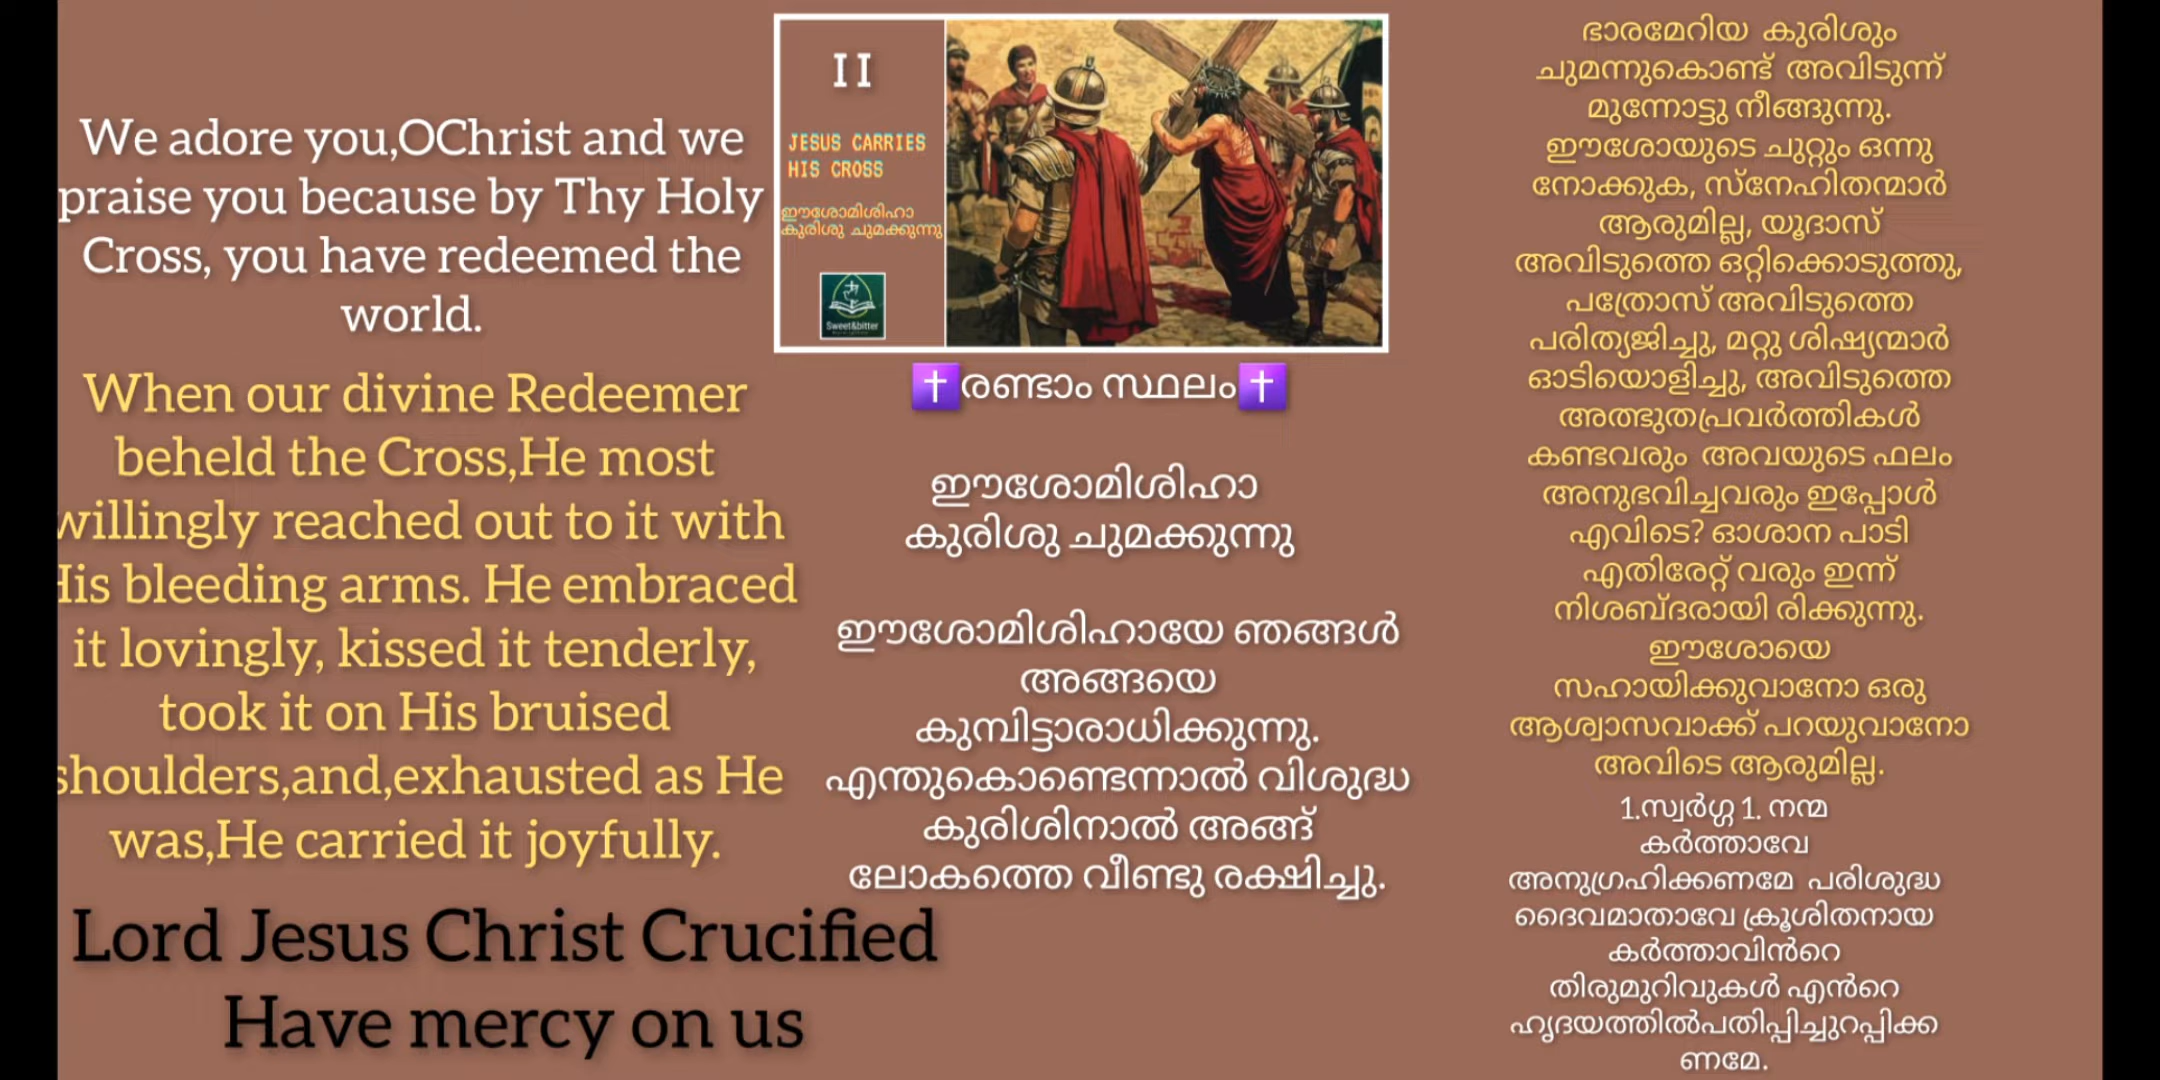 We adore you,OChrist and we
praise you because by Thy Holy
Cross, you have redeemed the
world.
When our divine Redeemer
beheld the Cross,He most
willingly reached out to it with
His bleeding arms. He embraced
it lovingly, kissed it tenderly,
took it on His bruised
shoulders,and,exhausted as He
was,He carried it joyfully.
Lord Jesus Christ Crucified
Have mercy on us
II
JESUS CARRIES
HIS CROSS
ഈശോമിശിഹാ
കുരിശു ചുമക്കുന്നു
Sweet&bitter
✝രണ്ടാം സ്ഥലം✝
ഈശോമിശിഹാ
കുരിശു ചുമക്കുന്നു
ഈശോമിശിഹായേ ഞങ്ങൾ
അങ്ങയെ
കുമ്പിട്ടാരാധിക്കുന്നു.
എന്തുകൊണ്ടെന്നാൽ വിശുദ്ധ
കുരിശിനാൽ അങ്ങ്
ലോകത്തെ വീണ്ടു രക്ഷിച്ചു.
ഭാരമേറിയ കുരിശും
ചുമന്നുകൊണ്ട് അവിടുന്ന്
മുന്നോട്ടു നീങ്ങുന്നു.
ഈശോയുടെ ചുറ്റും ഒന്നു
നോക്കുക, സ്നേഹിതന്മാർ
ആരുമില്ല, യൂദാസ്
അവിടുത്തെ ഒറ്റിക്കൊടുത്തു,
പത്രോസ് അവിടുത്തെ
പരിത്യജിച്ചു, മറ്റു ശിഷ്യന്മാർ
ഓടിയൊളിച്ചു, അവിടുത്തെ
അത്ഭുതപ്രവർത്തികൾ
കണ്ടവരും അവയുടെ ഫലം
അനുഭവിച്ചവരും ഇപ്പോൾ
എവിടെ? ഓശാന പാടി
എതിരേറ്റ് വരും ഇന്ന്
നിശബ്ദരായി രിക്കുന്നു.
ഈശോയെ
സഹായിക്കുവാനോ ഒരു
ആശ്വാസവാക്ക് പറയുവാനോ
അവിടെ ആരുമില്ല.
1.സ്വർഗ്ഗ 1. നന്മ
കർത്താവേ
അനുഗ്രഹിക്കണമേ പരിശുദ്ധ
ദൈവമാതാവേ ക്രൂശിതനായ
കർത്താവിൻറെ
തിരുമുറിവുകൾ എൻറെ
ഹൃദയത്തിൽപതിപ്പിച്ചുറപ്പിക്ക
ണമേ.